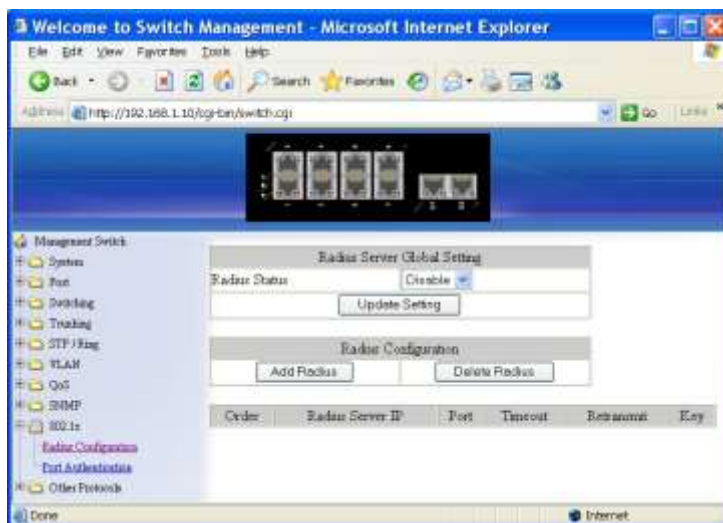 Welcome to Switch Management - Microsoft Internet Explorer
File Edit View Favorites Tools Help
Back Search Favorites
Address http://192.168.1.10/cgi-bin/switch.cgi Go Links
Management Switch
System
Port
Switching
Trunking
STP / Ring
VLAN
QoS
SNMP
802.1x
Radius Configuration
Port Authentication
Other Protocols
Radius Server Global Setting
Radius Status Disable
Update Setting
Radius Configuration
Add Radius Delete Radius
Order Radius Server IP Port Timeout Retransmit Key
Done Internet